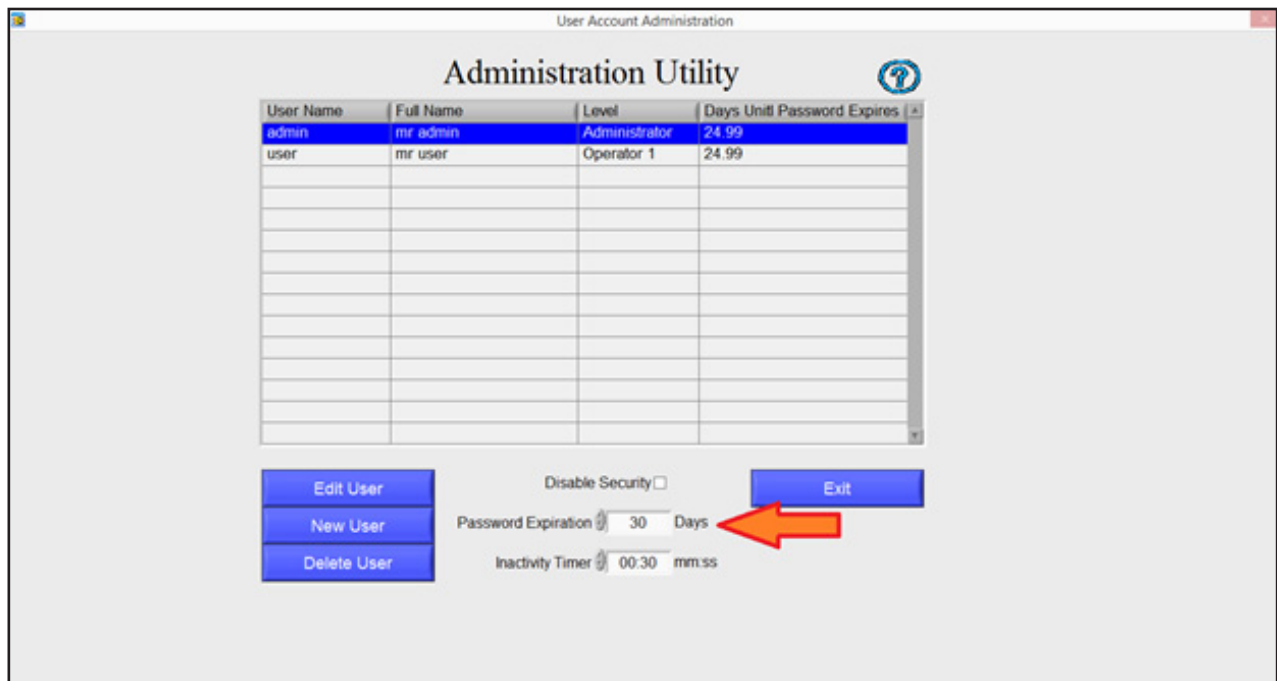 User Account Administration
Administration Utility
User Name Full Name Level Days Unitl Password Expires
admin mr admin Administrator 24.99
user mr user Operator 1 24.99
Edit User Disable Security Exit
New User Password Expiration 30 Days
Delete User Inactivity Timer 00:30 mm:ss